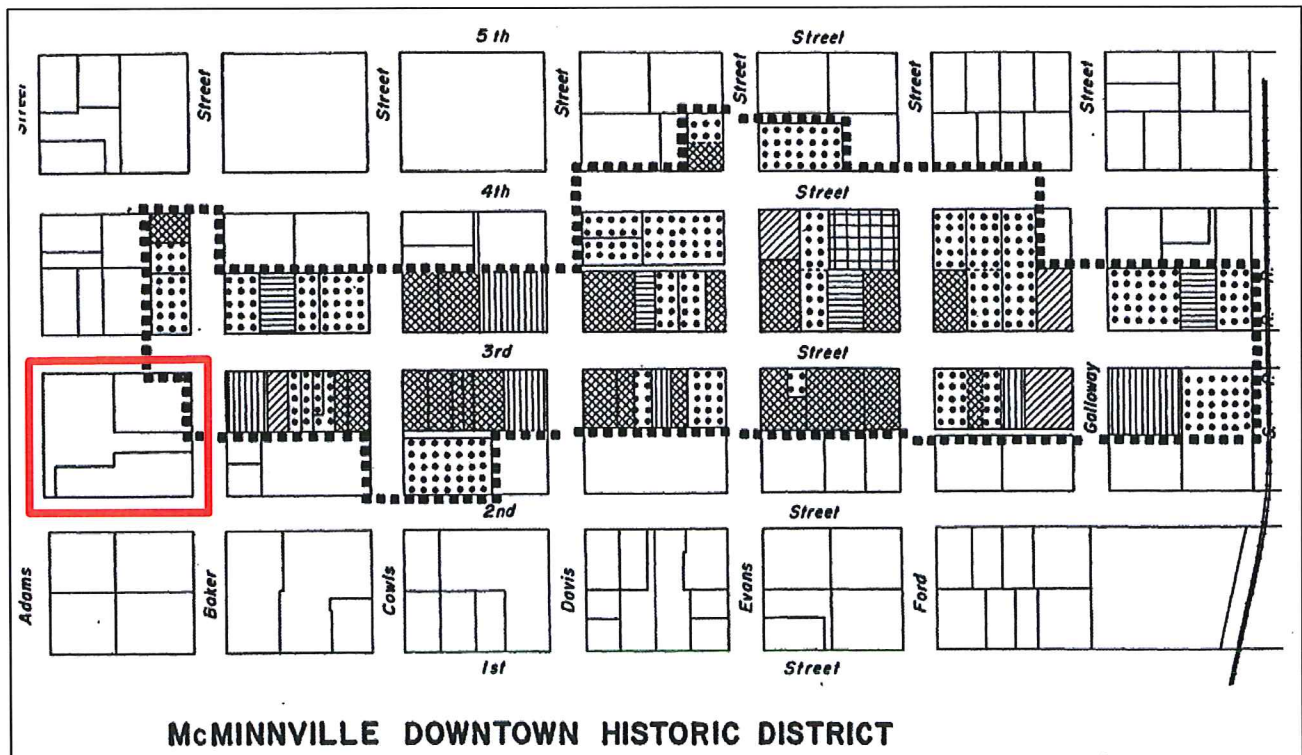 5th Street
Street
Street
Street
Street
Street
Street
Street
4th Street
3rd Street
Galloway
2nd Street
Adams
Baker
Cowls
Davis
Evans
Ford
1st Street
McMINNVILLE DOWNTOWN HISTORIC DISTRICT